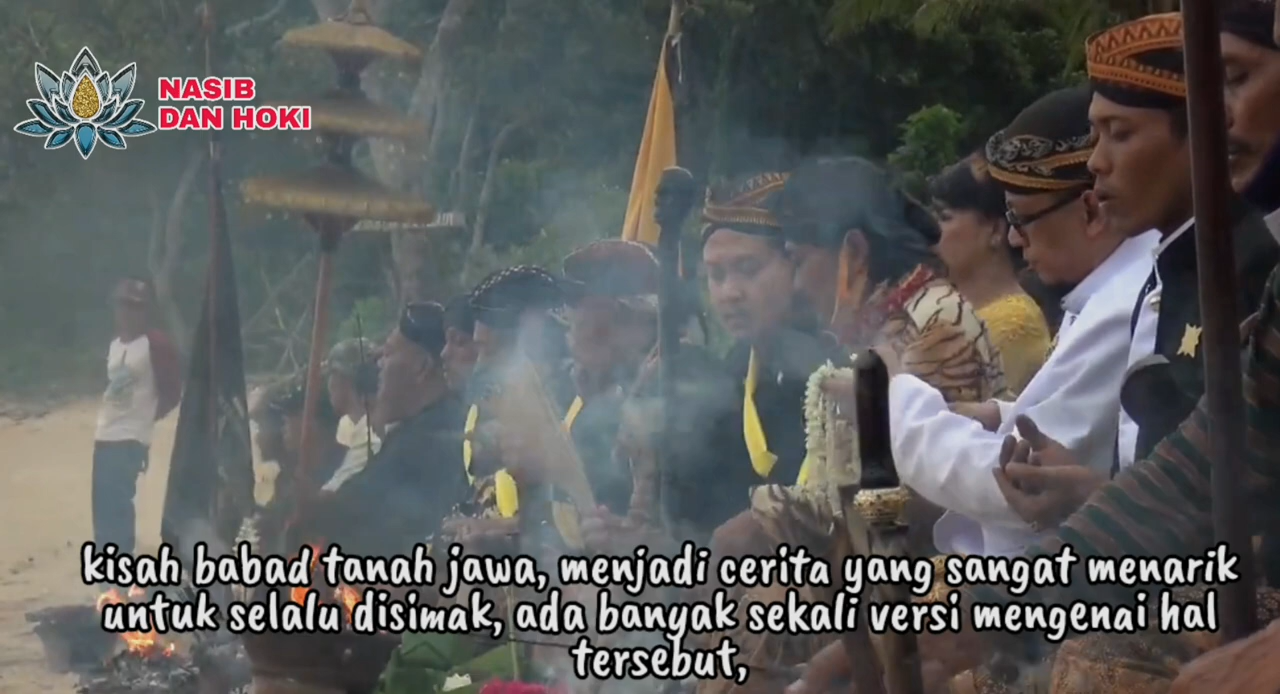 NASIB
DAN HOKI
kisah babad tanah jawa, menjadi cerita yang sangat menarik
untuk selalu disimak, ada banyak sekali versi mengenai hal
tersebut,